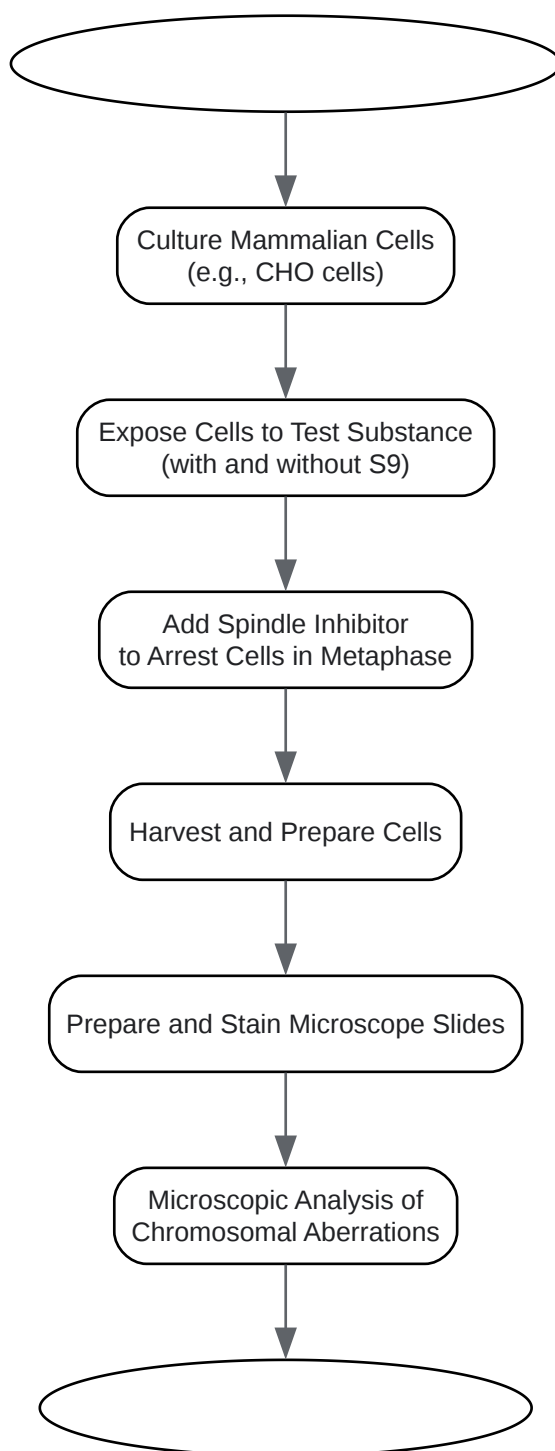 Culture Mammalian Cells
(e.g., CHO cells)
Expose Cells to Test Substance
(with and without S9)
Add Spindle Inhibitor
to Arrest Cells in Metaphase
Harvest and Prepare Cells
Prepare and Stain Microscope Slides
Microscopic Analysis of
Chromosomal Aberrations